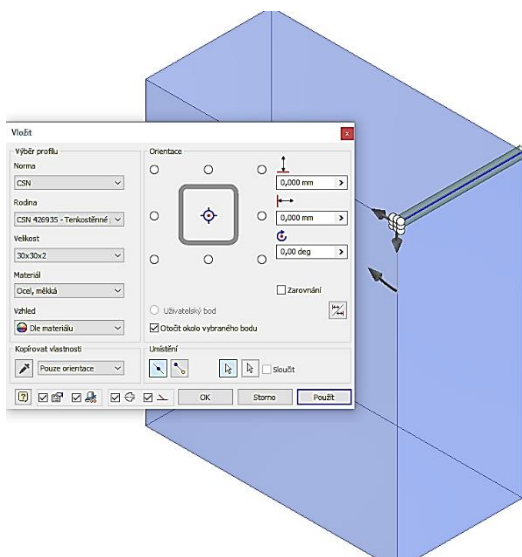 Vložit
Výběr profilu
Norma
CSN
Rodina
CSN 426935 - Tenkostěnné
Velikost
30x30x2
Materiál
Ocel, měkká
Vzhled
Dle materiálu
Kopírovat vlastnosti
Pouze orientace
Orientace
0,000 mm
0,000 mm
0,00 deg
Zarovnání
Uživatelský bod
Otočit okolo vybraného bodu
Umístění
Sloučit
OK
Storno
Použít